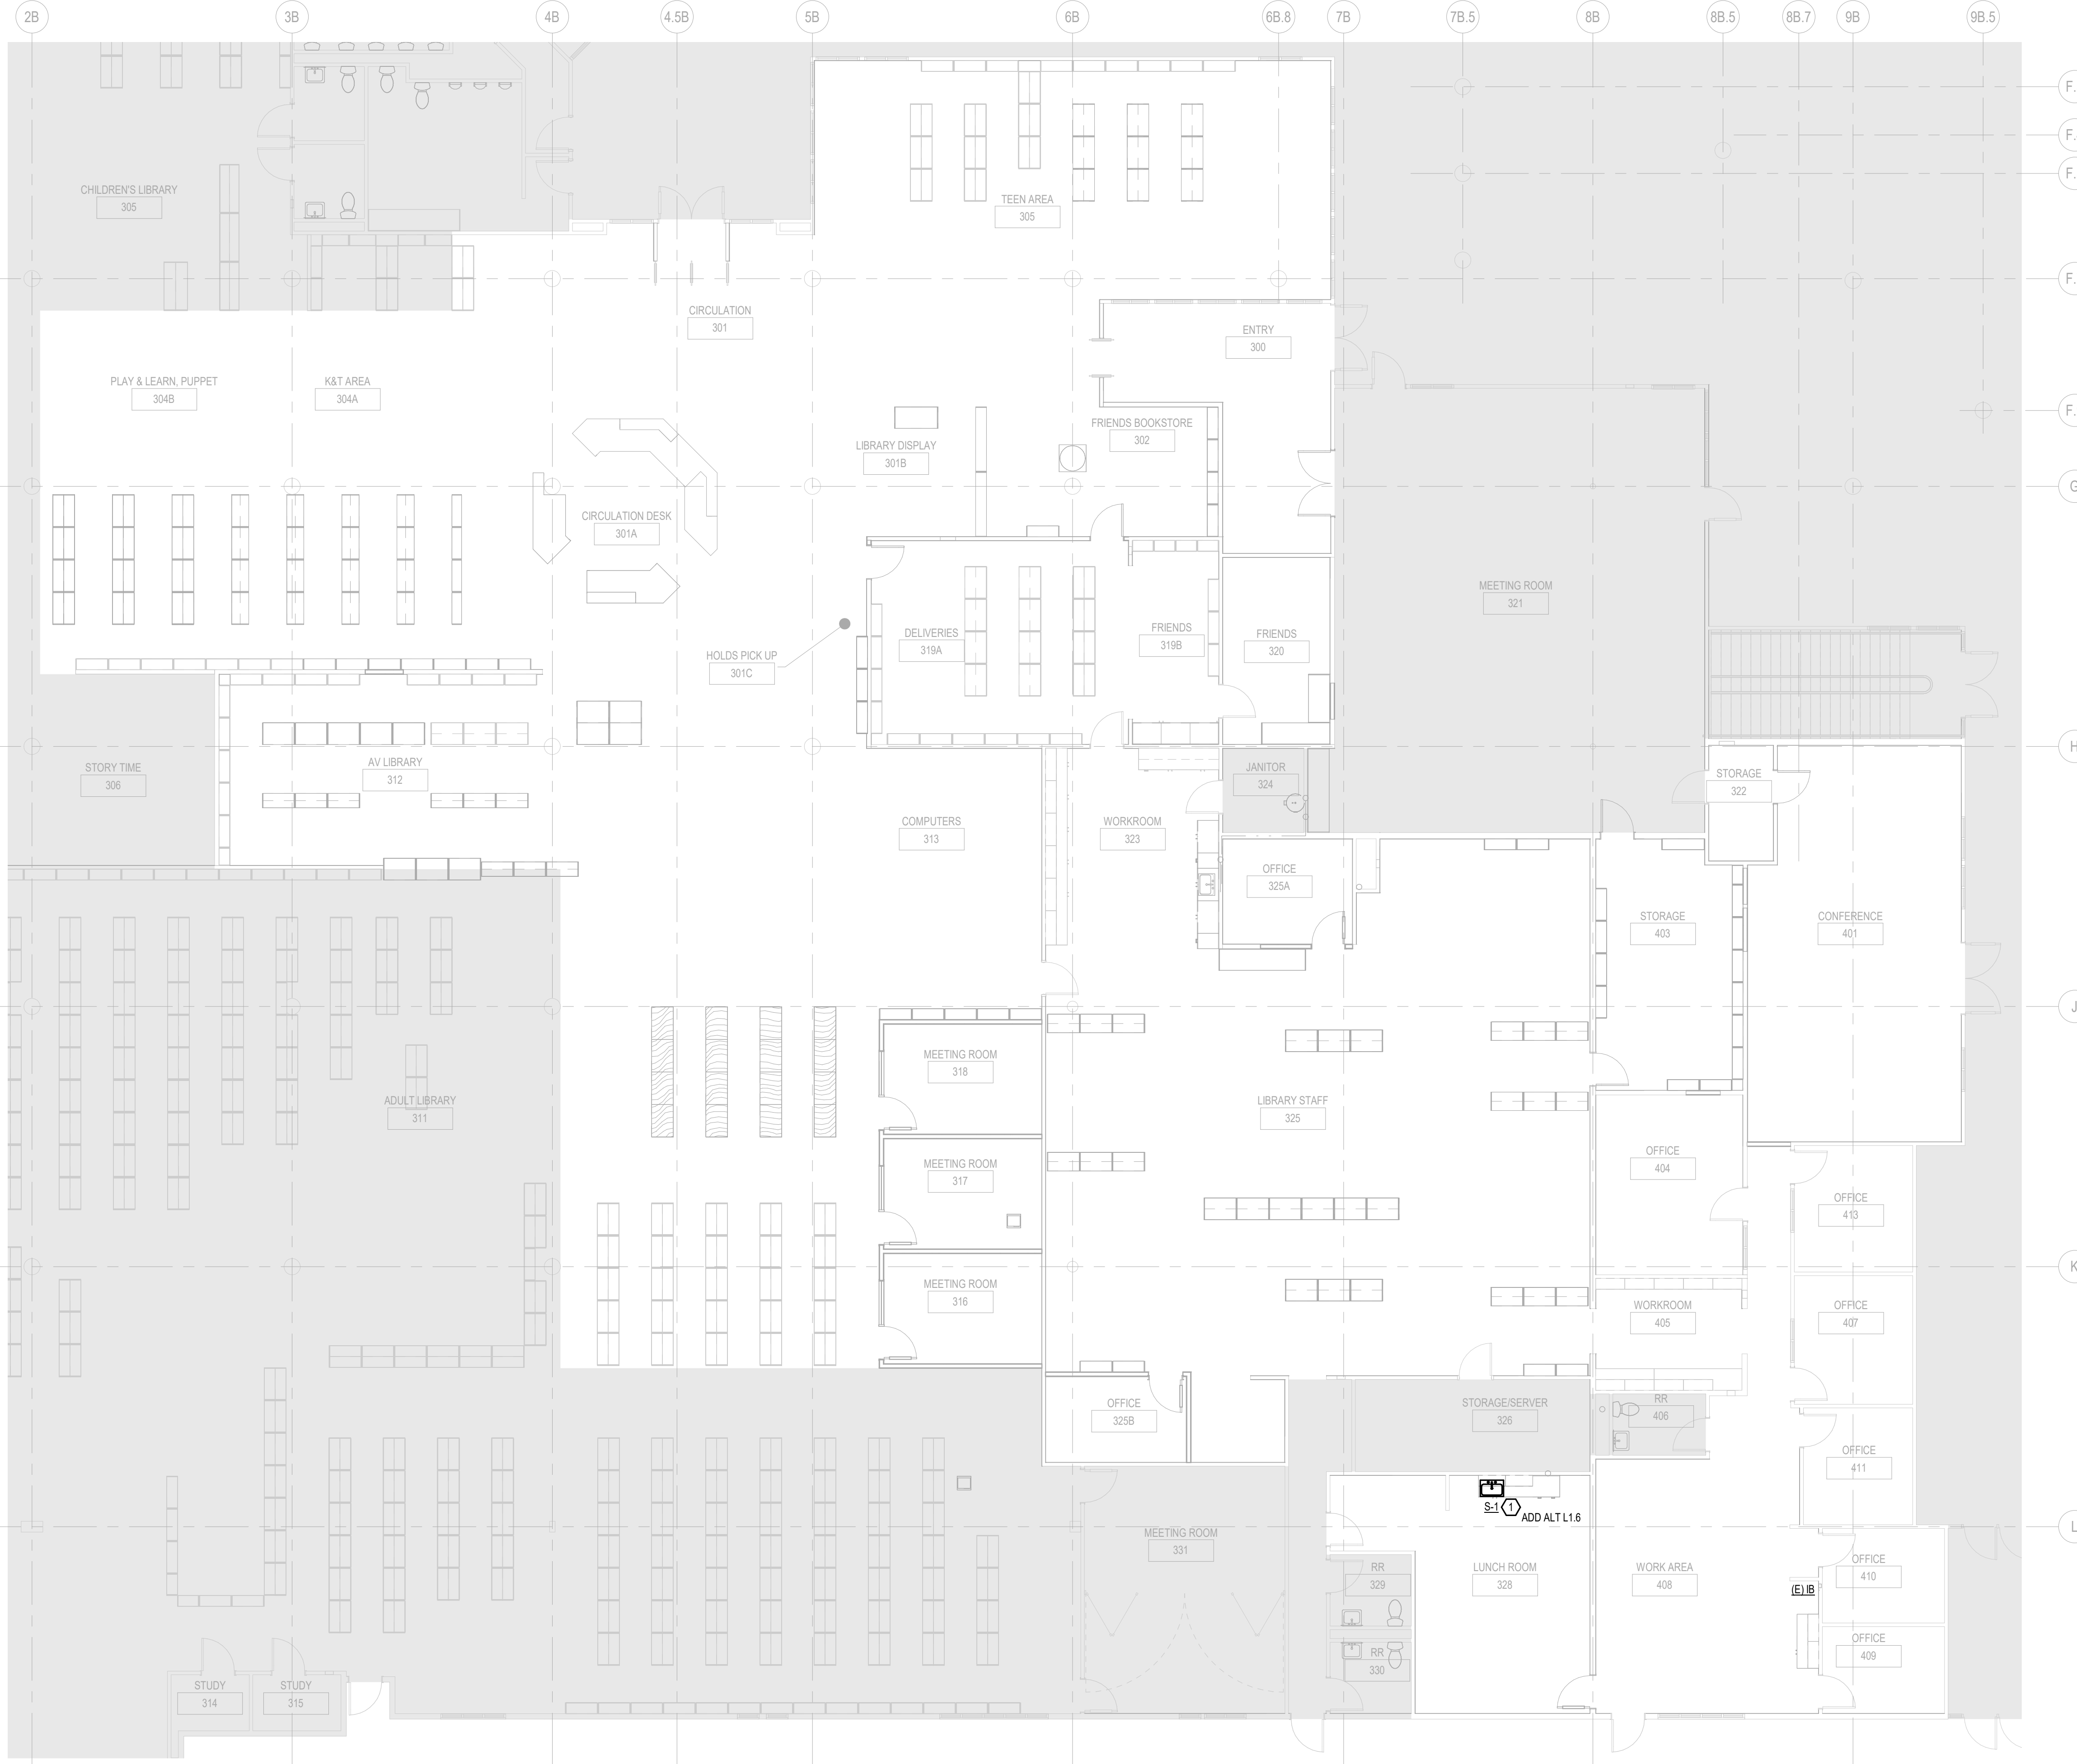 2B
3B
4B
4.5B
5B
6B
6B.8
7B
7B.5
8B
8B.5
8B.7
9B
9B.5
F.
F.
F.
CHILDREN'S LIBRARY
305
TEEN AREA
305
F.
CIRCULATION
301
ENTRY
300
PLAY & LEARN, PUPPET
304B
K&T AREA
304A
F.
FRIENDS BOOKSTORE
302
LIBRARY DISPLAY
301B
G
CIRCULATION DESK
301A
MEETING ROOM
321
DELIVERIES
319A
FRIENDS
319B
FRIENDS
320
HOLDS PICK UP
301C
H
STORY TIME
306
AV LIBRARY
312
JANITOR
324
STORAGE
322
COMPUTERS
313
WORKROOM
323
OFFICE
325A
STORAGE
403
CONFERENCE
401
J
MEETING ROOM
318
ADULT LIBRARY
311
LIBRARY STAFF
325
MEETING ROOM
317
OFFICE
404
OFFICE
413
K
MEETING ROOM
316
WORKROOM
405
OFFICE
407
OFFICE
325B
STORAGE/SERVER
326
RR
406
OFFICE
411
S-1
1
ADD ALT L1.6
L
MEETING ROOM
331
RR
329
LUNCH ROOM
328
WORK AREA
408
OFFICE
410
(E) IB
RR
330
OFFICE
409
STUDY
314
STUDY
315